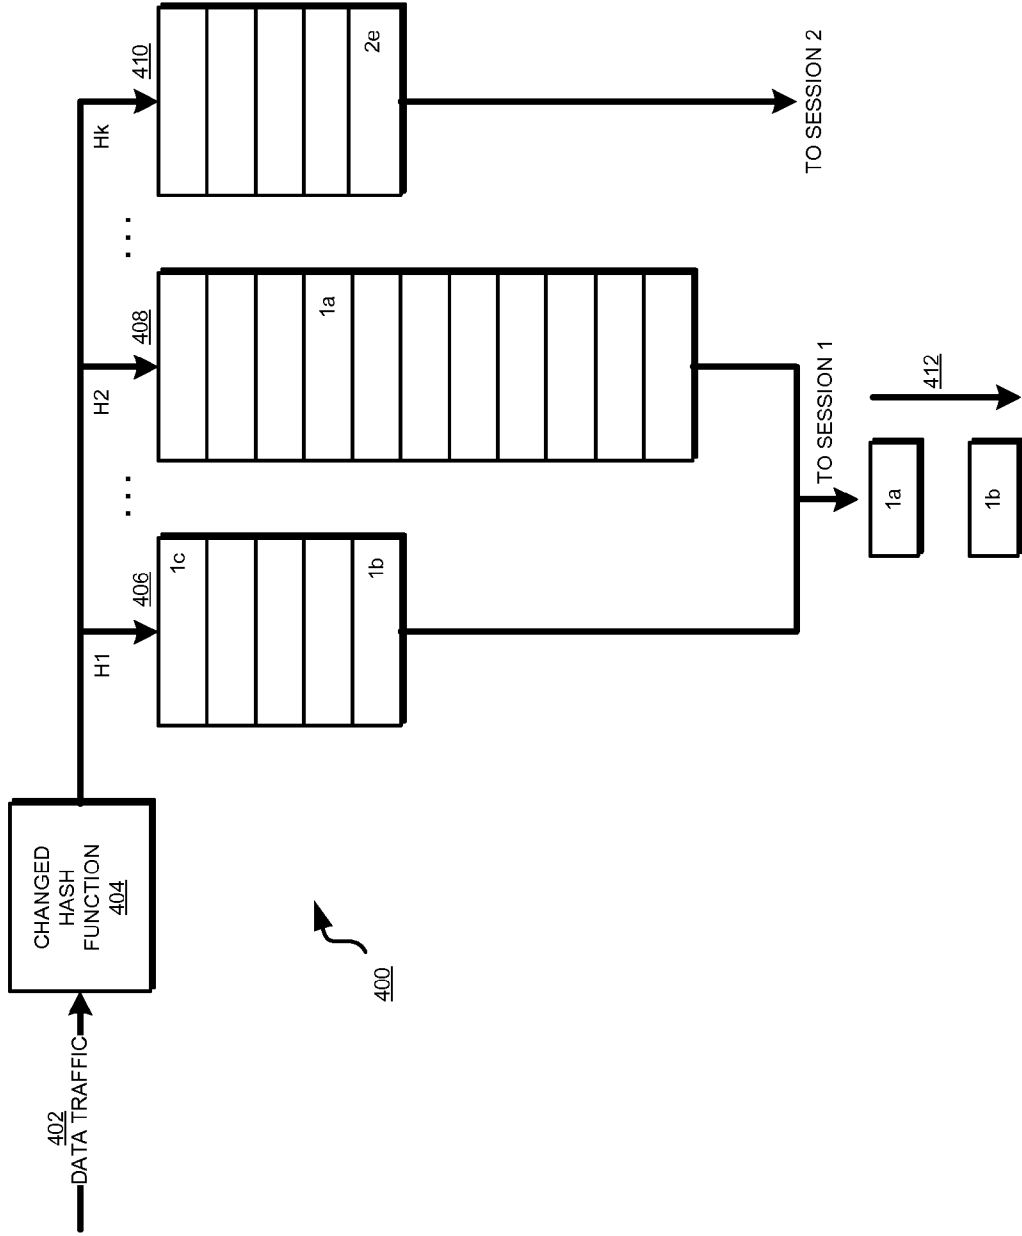 402
DATA TRAFFIC
CHANGED
HASH
FUNCTION
404
400
H1
406
1c
1b
. . .
H2
408
1a
. . .
Hk
410
2e
TO SESSION 1
TO SESSION 2
412
1a
1b